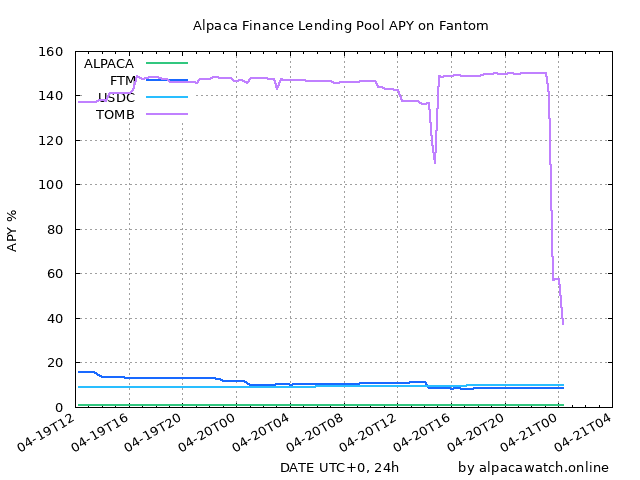 Alpaca Finance Lending Pool APY on Fantom
160
140
120
100
80
60
40
20
0
APY %
ALPACA
FTM
USDC
TOMB
04-19T12
04-19T16
04-19T20
04-20T00
04-20T04
04-20T08
04-20T12
04-20T16
04-20T20
04-21T00
04-21T04
DATE UTC+0, 24h
by alpacawatch.online